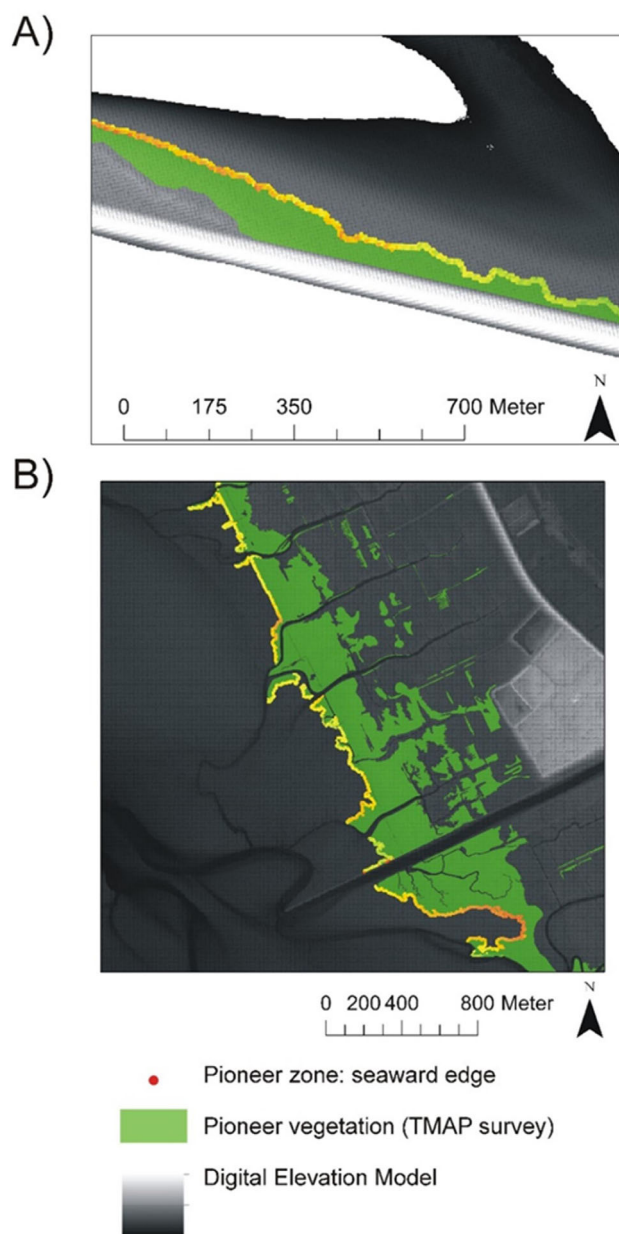 A)
N
0 175 350 700 Meter
B)
N
0 200 400 800 Meter
Pioneer zone: seaward edge
Pioneer vegetation (TMAP survey)
Digital Elevation Model